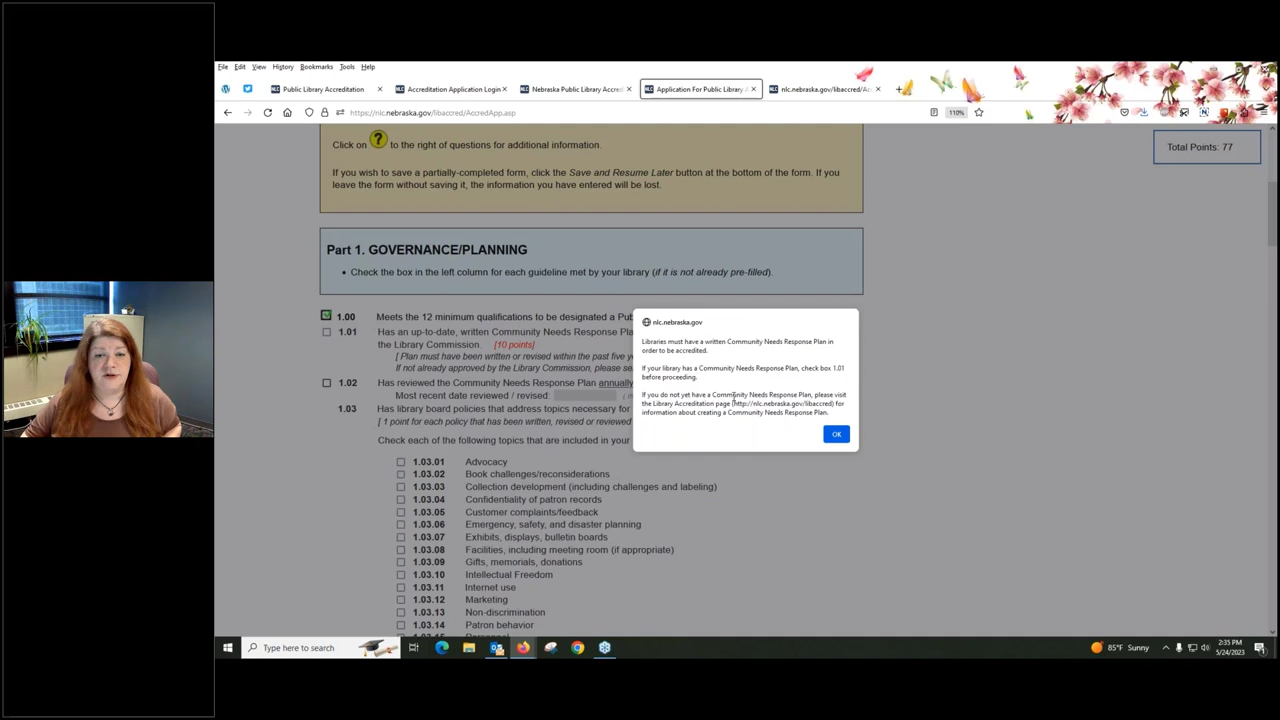 File Edit View History Bookmarks Tools Help
Public Library Accreditation
Accreditation Application Login
Nebraska Public Library Accred
Application For Public Library A
nlc.nebraska.gov/libaccred/Acc
https://nlc.nebraska.gov/libaccred/AccredApp.asp
110%
Click on ? to the right of questions for additional information.
If you wish to save a partially-completed form, click the Save and Resume Later button at the bottom of the form. If you
leave the form without saving it, the information you have entered will be lost.
Total Points: 77
Part 1. GOVERNANCE/PLANNING
• Check the box in the left column for each guideline met by your library (if it is not already pre-filled).
1.00 Meets the 12 minimum qualifications to be designated a Pu
1.01 Has an up-to-date, written Community Needs Response Pla
the Library Commission. [10 points]
[ Plan must have been written or revised within the past five y
If not already approved by the Library Commission, please se
1.02 Has reviewed the Community Needs Response Plan annually
Most recent date reviewed / revised:
1.03 Has library board policies that address topics necessary for
[ 1 point for each policy that has been written, revised or reviewed
Check each of the following topics that are included in your
1.03.01 Advocacy
1.03.02 Book challenges/reconsiderations
1.03.03 Collection development (including challenges and labeling)
1.03.04 Confidentiality of patron records
1.03.05 Customer complaints/feedback
1.03.06 Emergency, safety, and disaster planning
1.03.07 Exhibits, displays, bulletin boards
1.03.08 Facilities, including meeting room (if appropriate)
1.03.09 Gifts, memorials, donations
1.03.10 Intellectual Freedom
1.03.11 Internet use
1.03.12 Marketing
1.03.13 Non-discrimination
1.03.14 Patron behavior
nlc.nebraska.gov
Libraries must have a written Community Needs Response Plan in
order to be accredited.
If your library has a Community Needs Response Plan, check box 1.01
before proceeding.
If you do not yet have a Community Needs Response Plan, please visit
the Library Accreditation page (http://nlc.nebraska.gov/libaccred) for
information about creating a Community Needs Response Plan.
OK
Type here to search
85°F Sunny
2:35 PM
5/24/2023